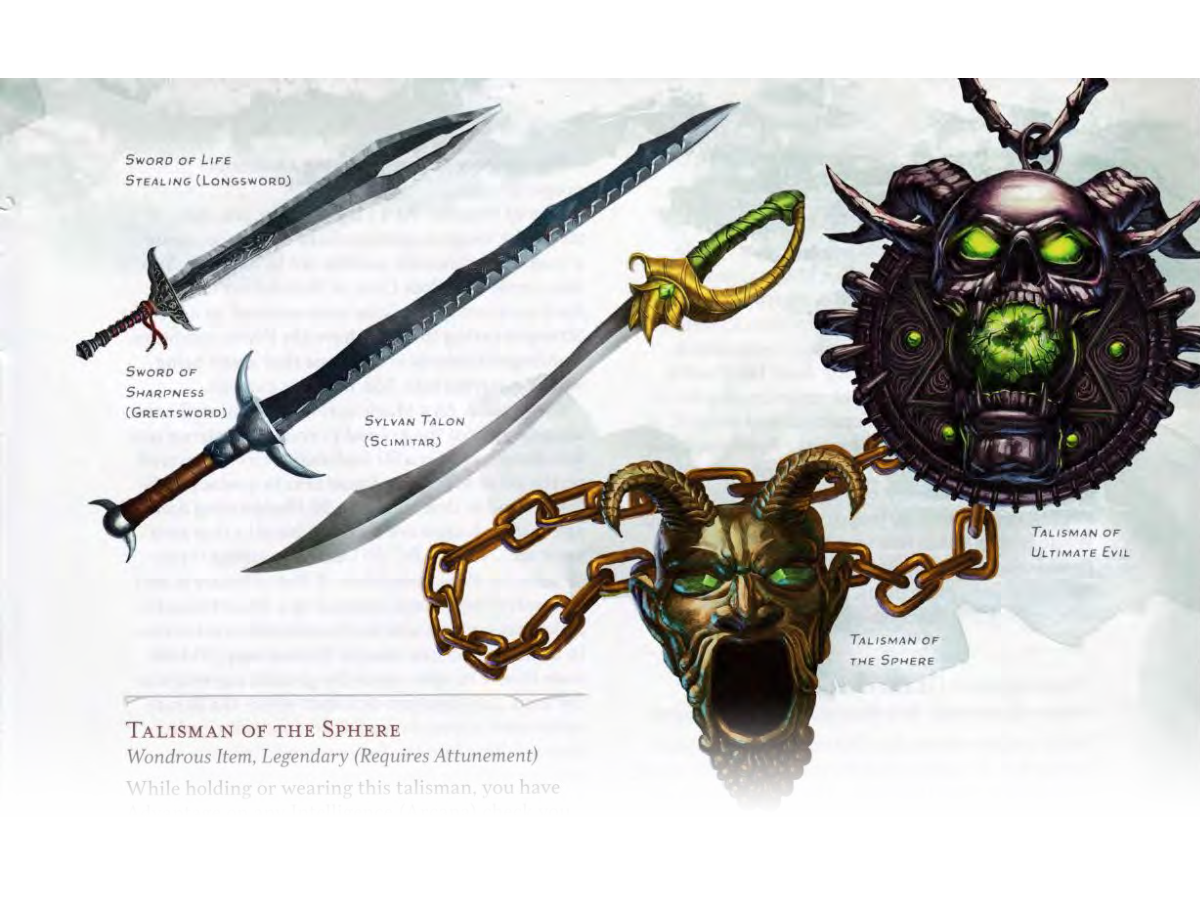 Sword of Life
Stealing (Longsword)
Sword of
Sharpness
(Greatsword)
Sylvan Talon
(Scimitar)
Talisman of
Ultimate Evil
Talisman of
the Sphere
Talisman of the Sphere
Wondrous Item, Legendary (Requires Attunement)
While holding or wearing this talisman, you have